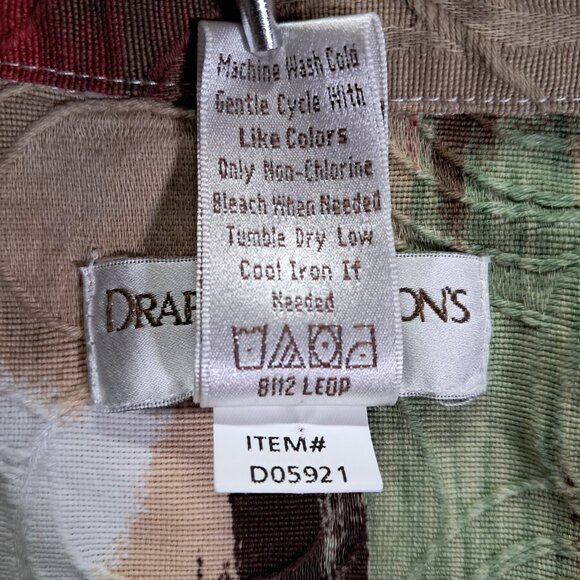 Machine Wash Cold
Gentle Cycle With
Like Colors
Only Non-Chlorine
Bleach When Needed
Tumble Dry Low
Cool Iron If
Needed
DRAP ON'S
8112 LEOP
ITEM#
D05921